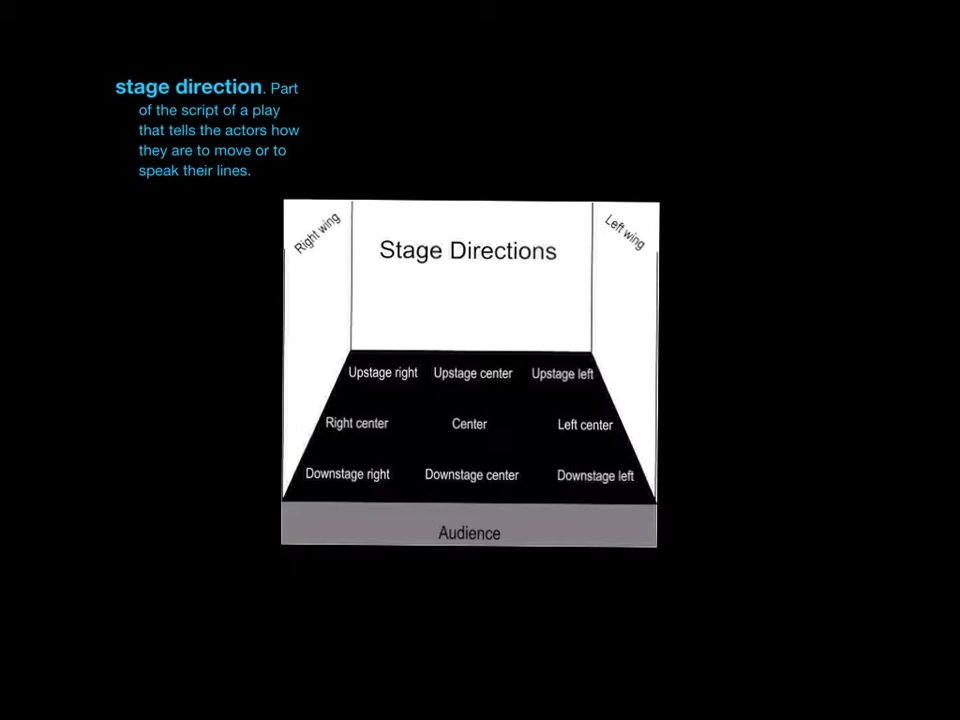 stage direction. Part
of the script of a play
that tells the actors how
they are to move or to
speak their lines.
Right wing
Left wing
Stage Directions
Upstage right Upstage center Upstage left
Right center Center Left center
Downstage right Downstage center Downstage left
Audience